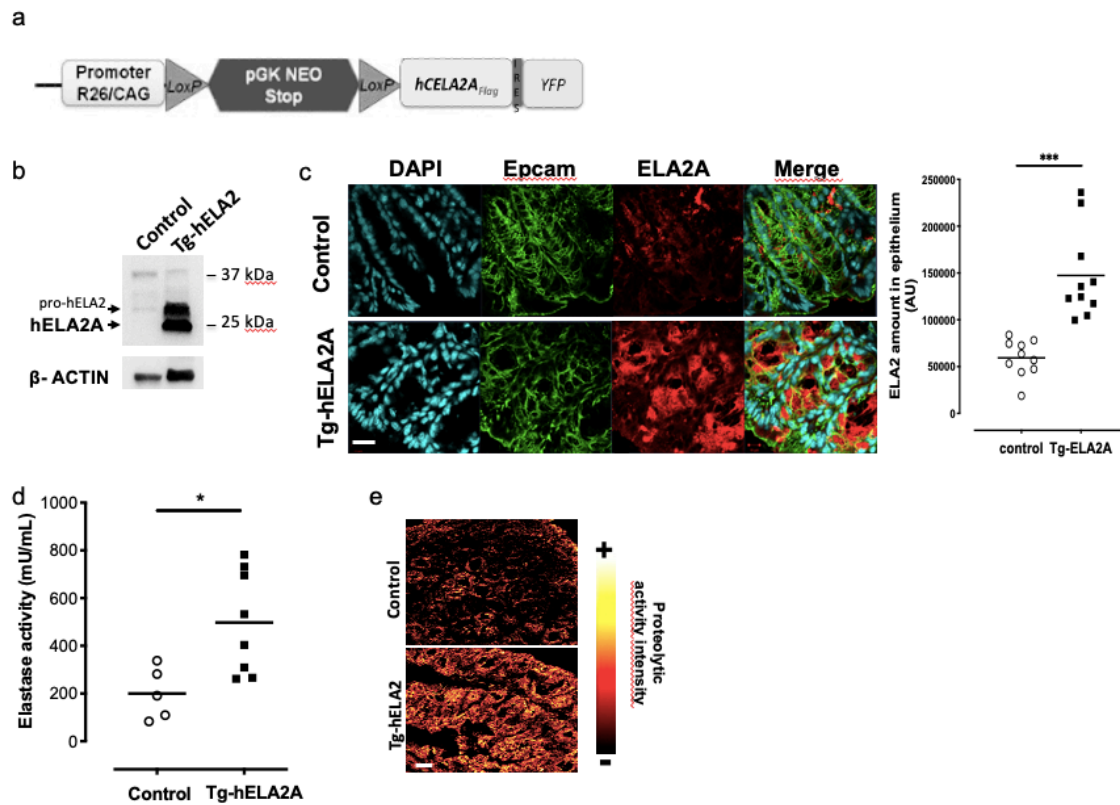 a
Promoter
R26/CAG
LoxP
pGK NEO
Stop
LoxP
hCELA2A Flag
IRES
YFP
b
Control
Tg-hELA2
– 37 kDa
pro-hELA2
hELA2A
– 25 kDa
β- ACTIN
c
DAPI Epcam ELA2A Merge
Control
Tg-hELA2A
***
ELA2 amount in epithelium
(AU)
250000
200000
150000
100000
50000
0
control Tg-ELA2A
d
*
Elastase activity (mU/mL)
1000
800
600
400
200
0
Control Tg-hELA2A
e
Control
Tg-hELA2
+
Proteolytic
activity intensity
-